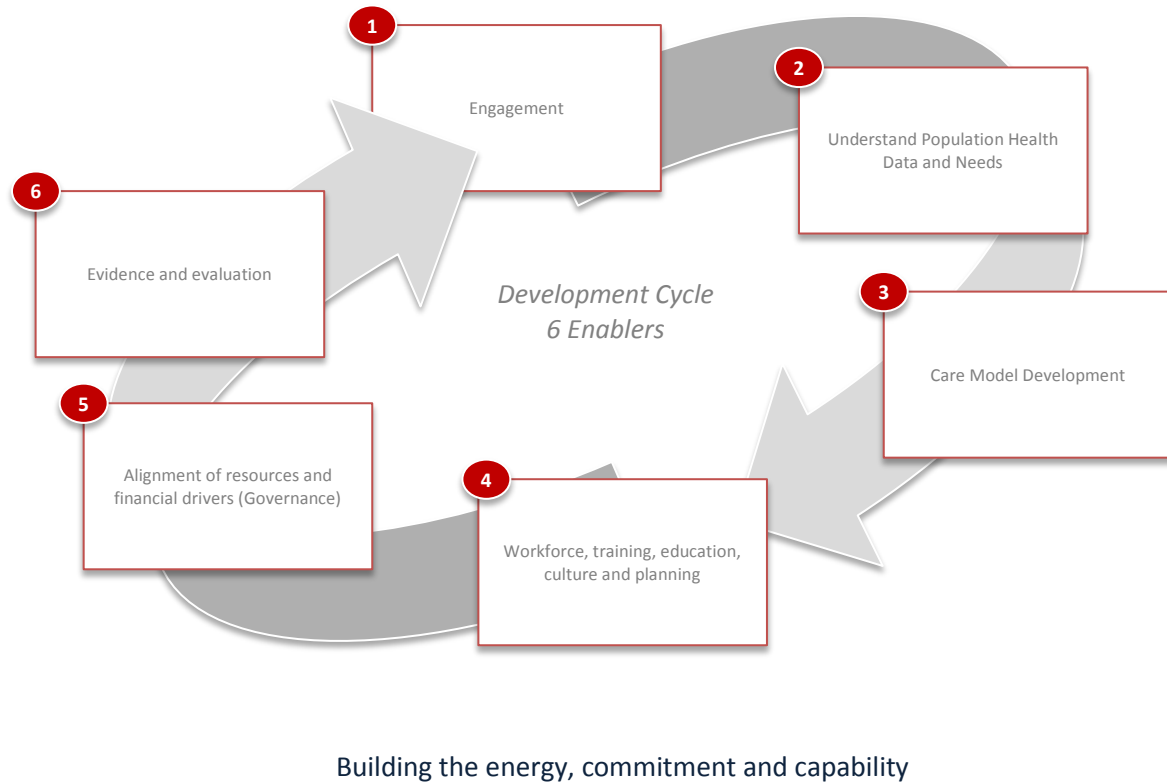 1
Engagement
2
Understand Population Health
Data and Needs
3
Care Model Development
4
Workforce, training, education,
culture and planning
5
Alignment of resources and
financial drivers (Governance)
6
Evidence and evaluation
Development Cycle
6 Enablers
Building the energy, commitment and capability